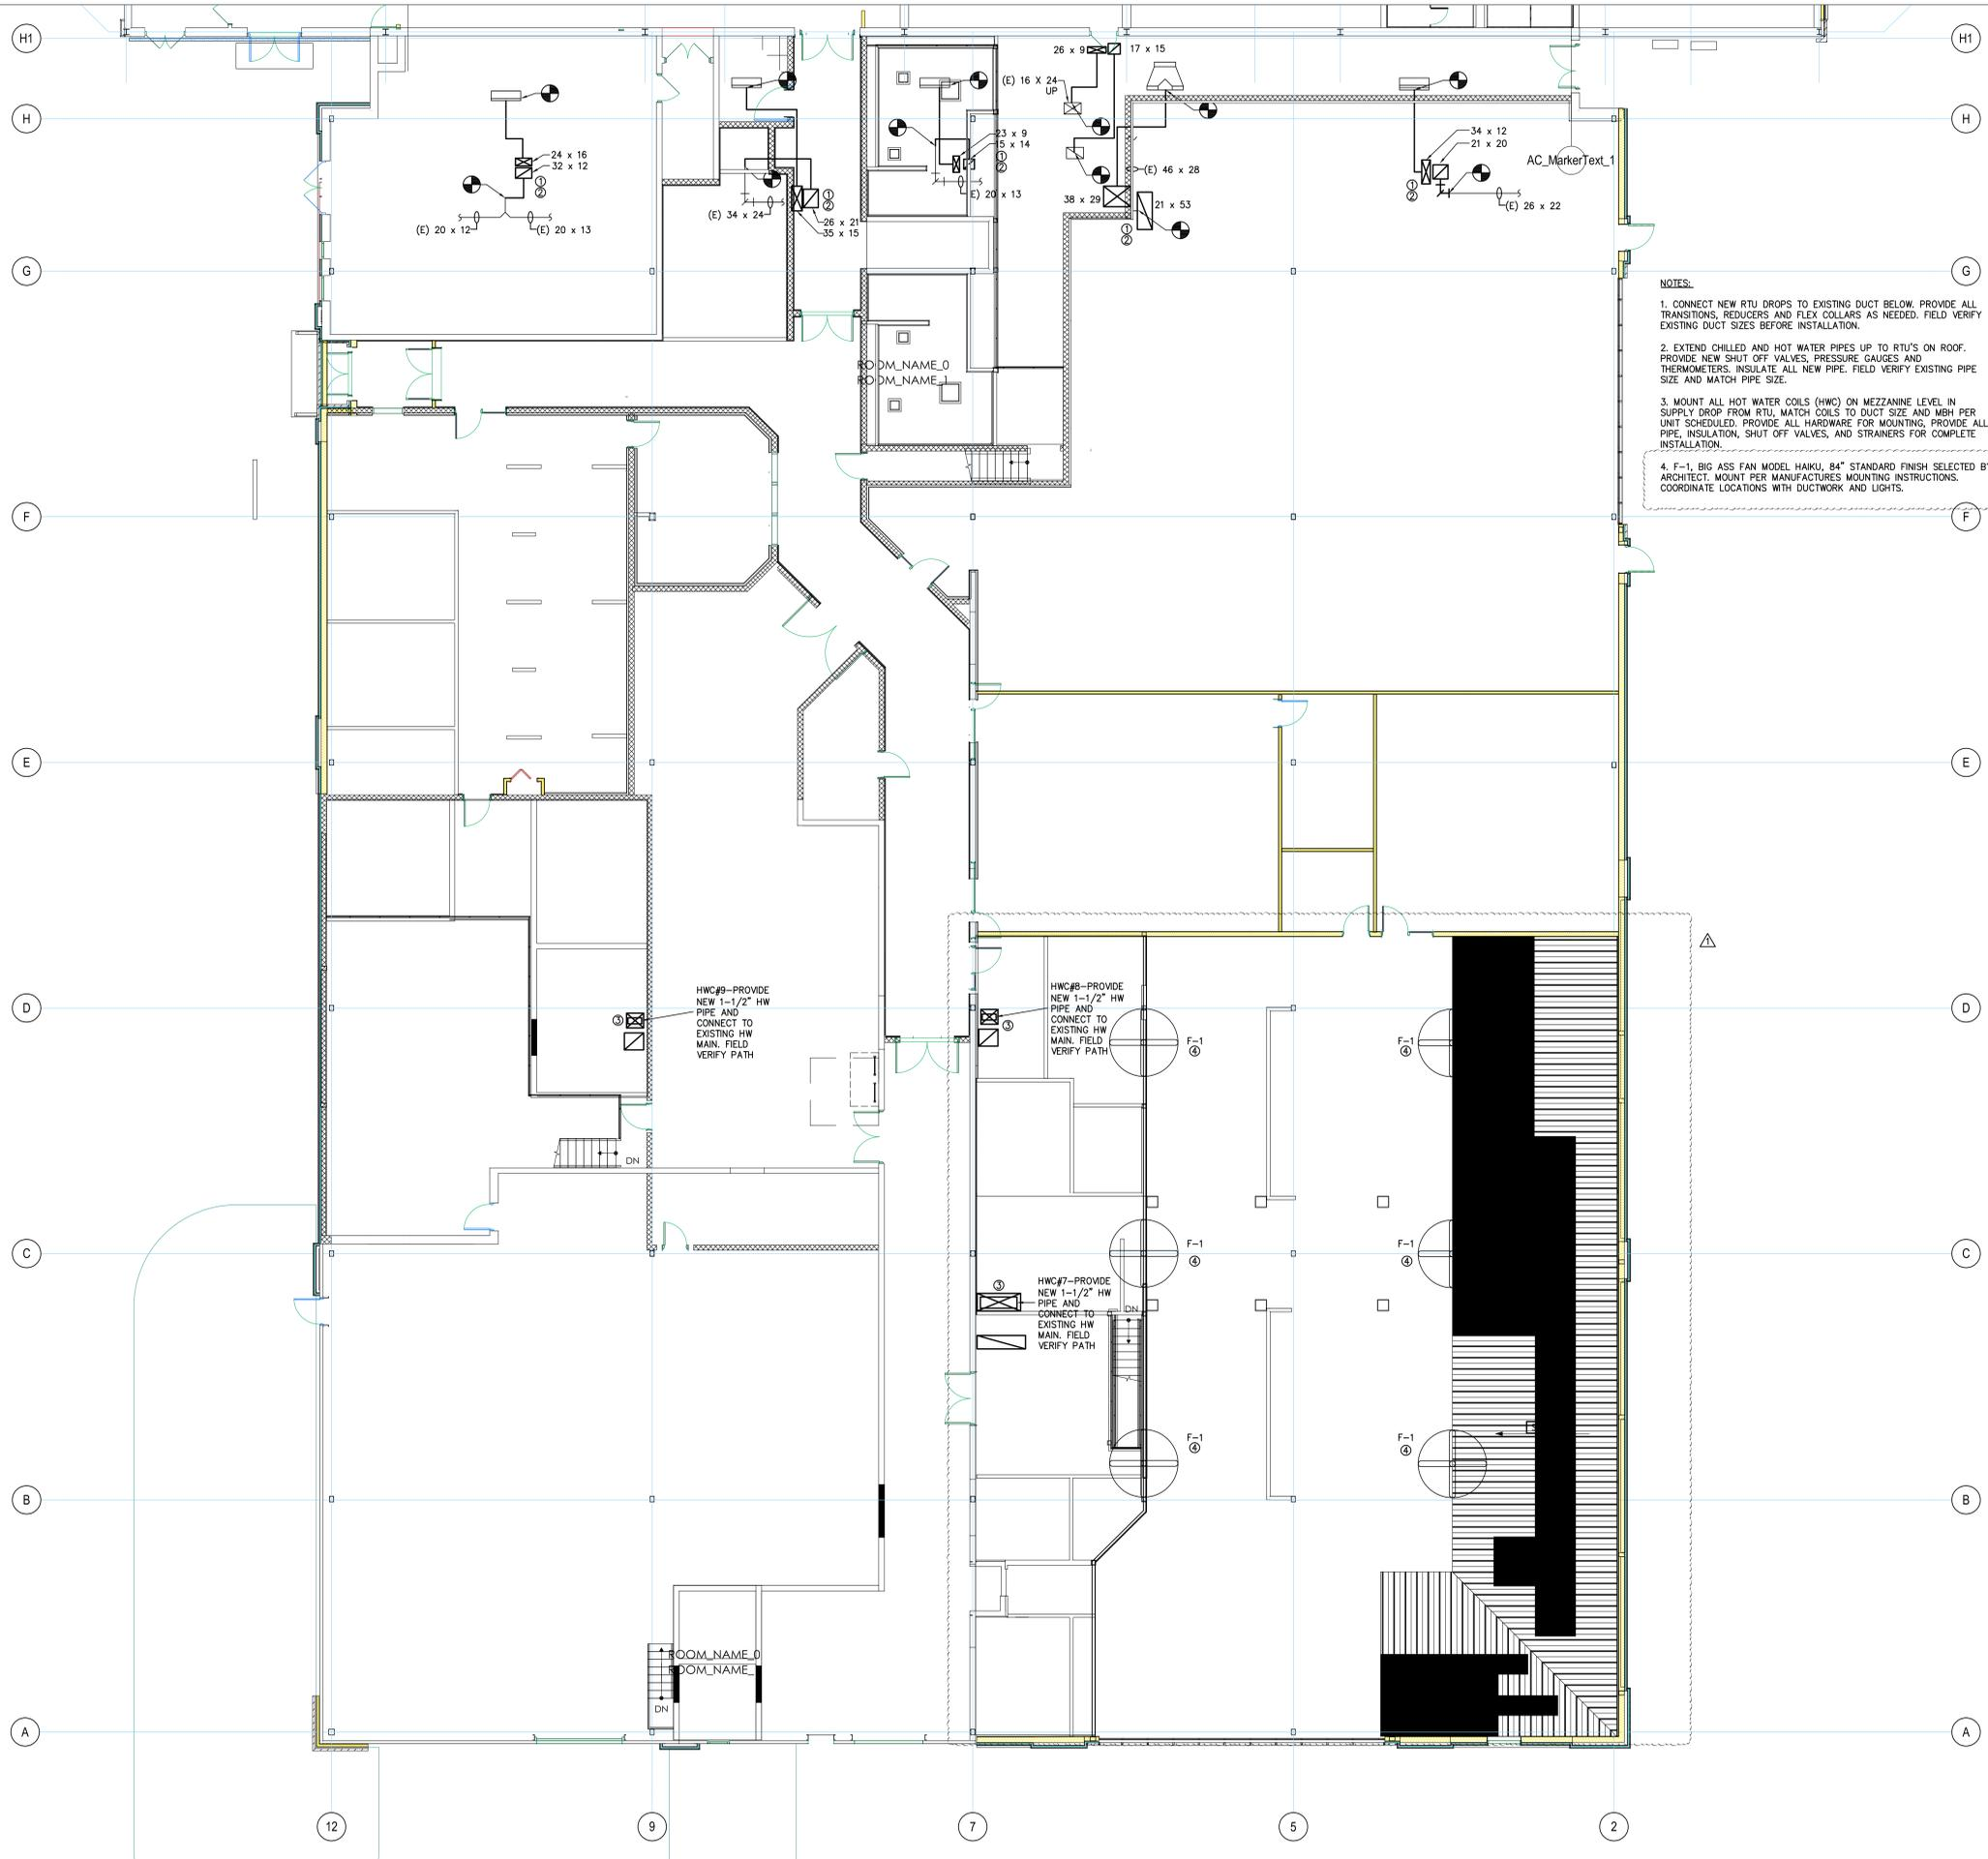 H1
H1
26 x 9
17 x 15
(E) 16 X 24
UP
H
H
24 x 16
32 x 12
①
②
(E) 20 x 12
(E) 20 x 13
(E) 34 x 24
①
②
26 x 21
35 x 15
23 x 9
15 x 14
①
②
(E) 20 x 13
(E) 46 x 28
38 x 29
21 x 53
①
②
34 x 12
21 x 20
①
②
(E) 26 x 22
AC_MarkerText_1
G
G
NOTES:
1. CONNECT NEW RTU DROPS TO EXISTING DUCT BELOW. PROVIDE ALL
TRANSITIONS, REDUCERS AND FLEX COLLARS AS NEEDED. FIELD VERIFY
EXISTING DUCT SIZES BEFORE INSTALLATION.
2. EXTEND CHILLED AND HOT WATER PIPES UP TO RTU'S ON ROOF.
PROVIDE NEW SHUT OFF VALVES, PRESSURE GAUGES AND
THERMOMETERS. INSULATE ALL NEW PIPE. FIELD VERIFY EXISTING PIPE
SIZE AND MATCH PIPE SIZE.
3. MOUNT ALL HOT WATER COILS (HWC) ON MEZZANINE LEVEL IN
SUPPLY DROP FROM RTU, MATCH COILS TO DUCT SIZE AND MBH PER
UNIT SCHEDULED. PROVIDE ALL HARDWARE FOR MOUNTING, PROVIDE ALL
PIPE, INSULATION, SHUT OFF VALVES, AND STRAINERS FOR COMPLETE
INSTALLATION.
4. F-1, BIG ASS FAN MODEL HAIKU, 84" STANDARD FINISH SELECTED BY
ARCHITECT. MOUNT PER MANUFACTURES MOUNTING INSTRUCTIONS.
COORDINATE LOCATIONS WITH DUCTWORK AND LIGHTS.
ROOM_NAME_0
ROOM_NAME_1
F
F
E
E
1
D
D
HWC#9-PROVIDE
NEW 1-1/2" HW
PIPE AND
CONNECT TO
EXISTING HW
MAIN. FIELD
VERIFY PATH
③
HWC#8-PROVIDE
NEW 1-1/2" HW
PIPE AND
CONNECT TO
EXISTING HW
MAIN. FIELD
VERIFY PATH
③
F-1
④
F-1
④
DN
C
C
F-1
④
F-1
④
③
HWC#7-PROVIDE
NEW 1-1/2" HW
PIPE AND
CONNECT TO
EXISTING HW
MAIN. FIELD
VERIFY PATH
DN
F-1
④
F-1
④
B
B
ROOM_NAME_0
ROOM_NAME_
DN
A
A
12
9
7
5
2